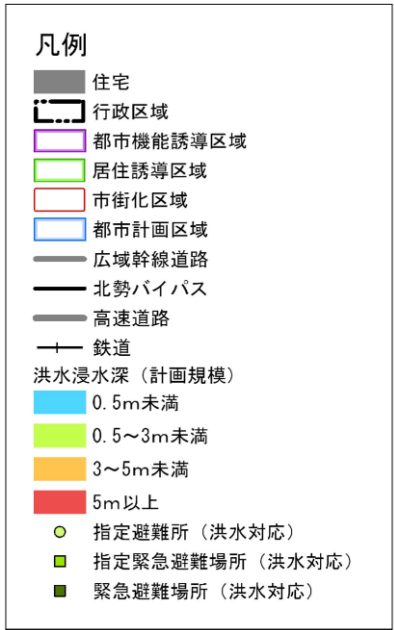 凡例
住宅
行政区域
都市機能誘導区域
居住誘導区域
市街化区域
都市計画区域
広域幹線道路
北勢バイパス
高速道路
鉄道
洪水浸水深（計画規模）
0.5m未満
0.5～3m未満
3～5m未満
5m以上
指定避難所（洪水対応）
指定緊急避難場所（洪水対応）
緊急避難場所（洪水対応）